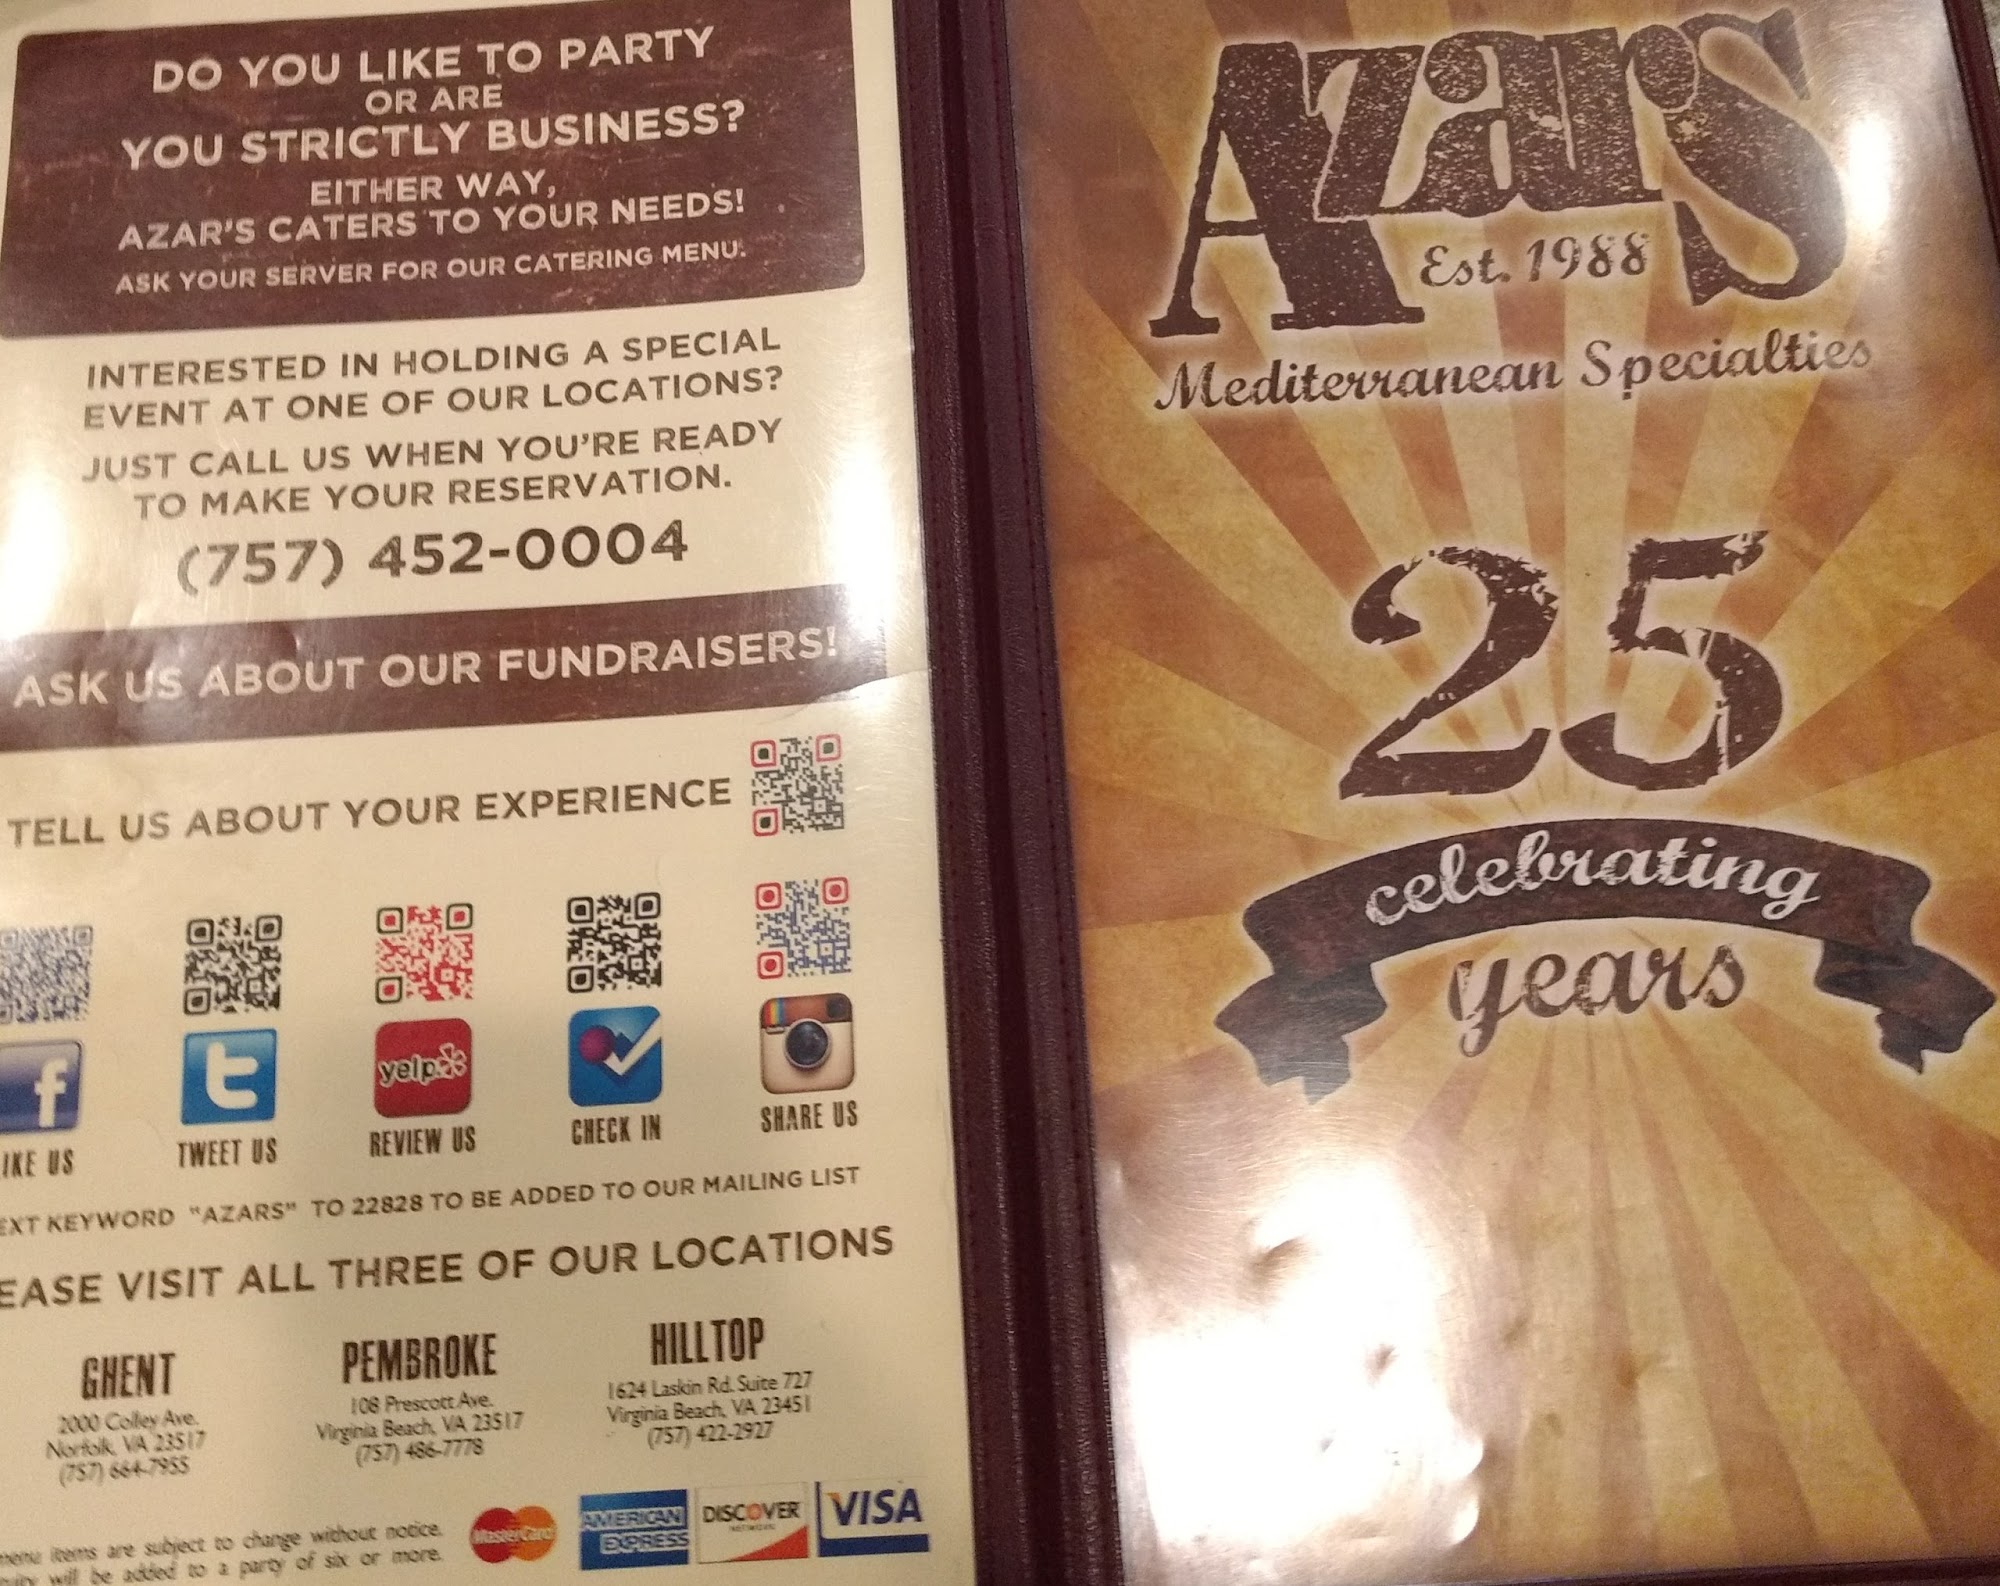 DO YOU LIKE TO PARTY
OR ARE
YOU STRICTLY BUSINESS?
EITHER WAY,
AZAR'S CATERS TO YOUR NEEDS!
ASK YOUR SERVER FOR OUR CATERING MENU.
INTERESTED IN HOLDING A SPECIAL
EVENT AT ONE OF OUR LOCATIONS?
JUST CALL US WHEN YOU'RE READY
TO MAKE YOUR RESERVATION.
(757) 452-0004
ASK US ABOUT OUR FUNDRAISERS!
TELL US ABOUT YOUR EXPERIENCE
f
t
yelp
IKE US
TWEET US
REVIEW US
CHECK IN
SHARE US
EXT KEYWORD "AZARS" TO 22828 TO BE ADDED TO OUR MAILING LIST
EASE VISIT ALL THREE OF OUR LOCATIONS
GHENT
2000 Colley Ave.
Norfolk, VA 23517
(757) 664-7955
PEMBROKE
108 Prescott Ave.
Virginia Beach, VA 23517
(757) 486-7778
HILLTOP
1624 Laskin Rd. Suite 727
Virginia Beach, VA 23451
(757) 422-2927
menu items are subject to change without notice.
will be added to a party of six or more.
MasterCard
AMERICAN
EXPRESS
DISCOVER
NETWORK
VISA
AzarS
Est. 1988
Mediterranean Specialties
25
celebrating
years